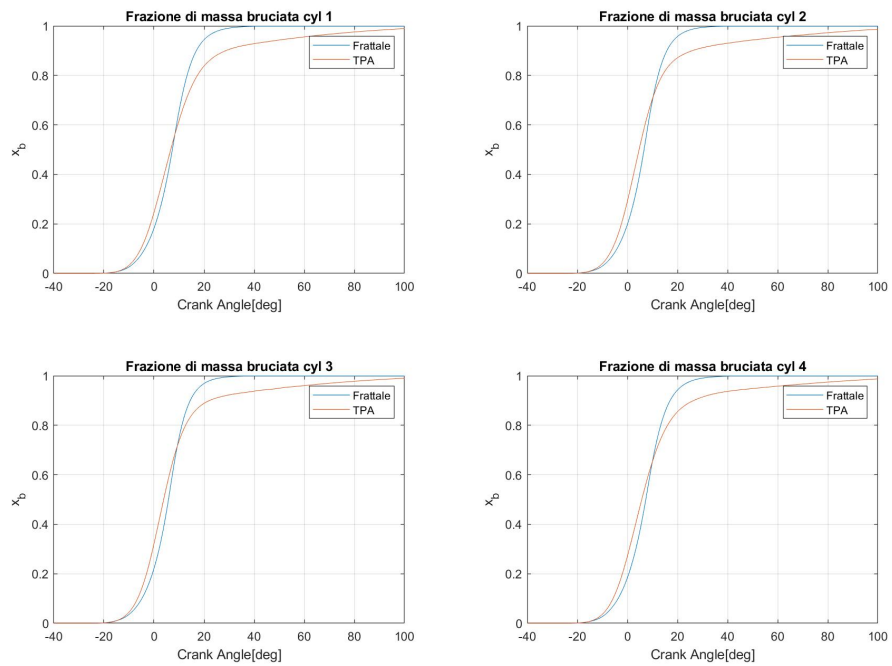 Frazione di massa bruciata cyl 1
1
0.8
0.6
0.4
0.2
0
x_b
Frattale
TPA
-40 -20 0 20 40 60 80 100
Crank Angle[deg]
Frazione di massa bruciata cyl 2
1
0.8
0.6
0.4
0.2
0
x_b
Frattale
TPA
-40 -20 0 20 40 60 80 100
Crank Angle[deg]
Frazione di massa bruciata cyl 3
1
0.8
0.6
0.4
0.2
0
x_b
Frattale
TPA
-40 -20 0 20 40 60 80 100
Crank Angle[deg]
Frazione di massa bruciata cyl 4
1
0.8
0.6
0.4
0.2
0
x_b
Frattale
TPA
-40 -20 0 20 40 60 80 100
Crank Angle[deg]